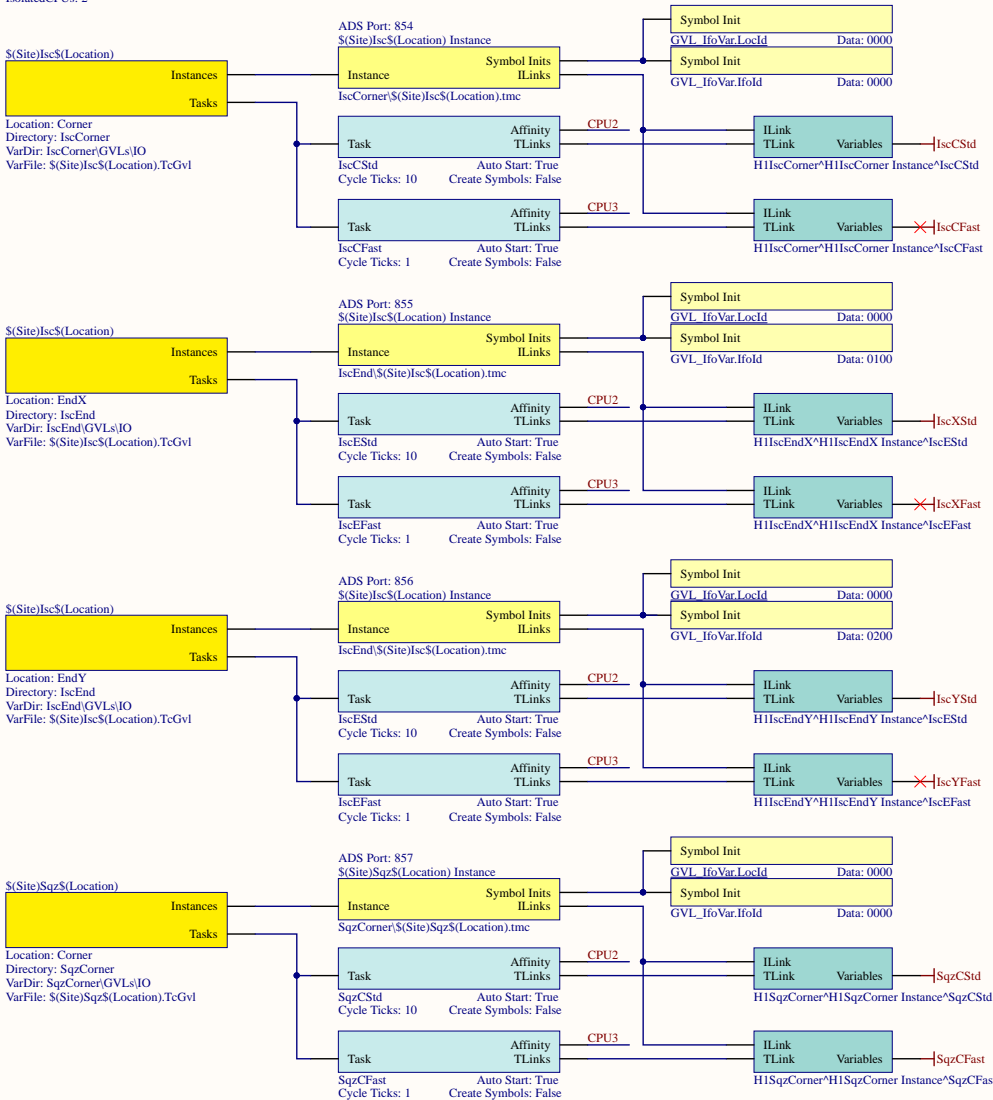 IsolatedCPUs: 2
ADS Port: 854
$(Site)Isc$(Location) Instance
Symbol Init
GVL_IfoVar.LocId Data: 0000
Symbol Init
GVL_IfoVar.IfoId Data: 0000
$(Site)Isc$(Location)
Instances
Tasks
Location: Corner
Directory: IscCorner
VarDir: IscCorner\GVLs\IO
VarFile: $(Site)Isc$(Location).TcGvl
Symbol Inits
Instance ILinks
IscCorner\$(Site)Isc$(Location).tmc
Affinity CPU2
Task TLinks
IscCStd Auto Start: True
Cycle Ticks: 10 Create Symbols: False
ILink
TLink Variables IscCStd
H1IscCorner^H1IscCorner Instance^IscCStd
Affinity CPU3
Task TLinks
IscCFast Auto Start: True
Cycle Ticks: 1 Create Symbols: False
ILink
TLink Variables IscCFast
H1IscCorner^H1IscCorner Instance^IscCFast
ADS Port: 855
$(Site)Isc$(Location) Instance
Symbol Init
GVL_IfoVar.LocId Data: 0000
Symbol Init
GVL_IfoVar.IfoId Data: 0100
$(Site)Isc$(Location)
Instances
Tasks
Location: EndX
Directory: IscEnd
VarDir: IscEnd\GVLs\IO
VarFile: $(Site)Isc$(Location).TcGvl
Symbol Inits
Instance ILinks
IscEnd\$(Site)Isc$(Location).tmc
Affinity CPU2
Task TLinks
IscEStd Auto Start: True
Cycle Ticks: 10 Create Symbols: False
ILink
TLink Variables IscXStd
H1IscEndX^H1IscEndX Instance^IscEStd
Affinity CPU3
Task TLinks
IscEFast Auto Start: True
Cycle Ticks: 1 Create Symbols: False
ILink
TLink Variables IscXFast
H1IscEndX^H1IscEndX Instance^IscEFast
ADS Port: 856
$(Site)Isc$(Location) Instance
Symbol Init
GVL_IfoVar.LocId Data: 0000
Symbol Init
GVL_IfoVar.IfoId Data: 0200
$(Site)Isc$(Location)
Instances
Tasks
Location: EndY
Directory: IscEnd
VarDir: IscEnd\GVLs\IO
VarFile: $(Site)Isc$(Location).TcGvl
Symbol Inits
Instance ILinks
IscEnd\$(Site)Isc$(Location).tmc
Affinity CPU2
Task TLinks
IscEStd Auto Start: True
Cycle Ticks: 10 Create Symbols: False
ILink
TLink Variables IscYStd
H1IscEndY^H1IscEndY Instance^IscEStd
Affinity CPU3
Task TLinks
IscEFast Auto Start: True
Cycle Ticks: 1 Create Symbols: False
ILink
TLink Variables IscYFast
H1IscEndY^H1IscEndY Instance^IscEFast
ADS Port: 857
$(Site)Sqz$(Location) Instance
Symbol Init
GVL_IfoVar.LocId Data: 0000
Symbol Init
GVL_IfoVar.IfoId Data: 0000
$(Site)Sqz$(Location)
Instances
Tasks
Location: Corner
Directory: SqzCorner
VarDir: SqzCorner\GVLs\IO
VarFile: $(Site)Sqz$(Location).TcGvl
Symbol Inits
Instance ILinks
SqzCorner\$(Site)Sqz$(Location).tmc
Affinity CPU2
Task TLinks
SqzCStd Auto Start: True
Cycle Ticks: 10 Create Symbols: False
ILink
TLink Variables SqzCStd
H1SqzCorner^H1SqzCorner Instance^SqzCStd
Affinity CPU3
Task TLinks
SqzCFast Auto Start: True
Cycle Ticks: 1 Create Symbols: False
ILink
TLink Variables SqzCFast
H1SqzCorner^H1SqzCorner Instance^SqzCFas